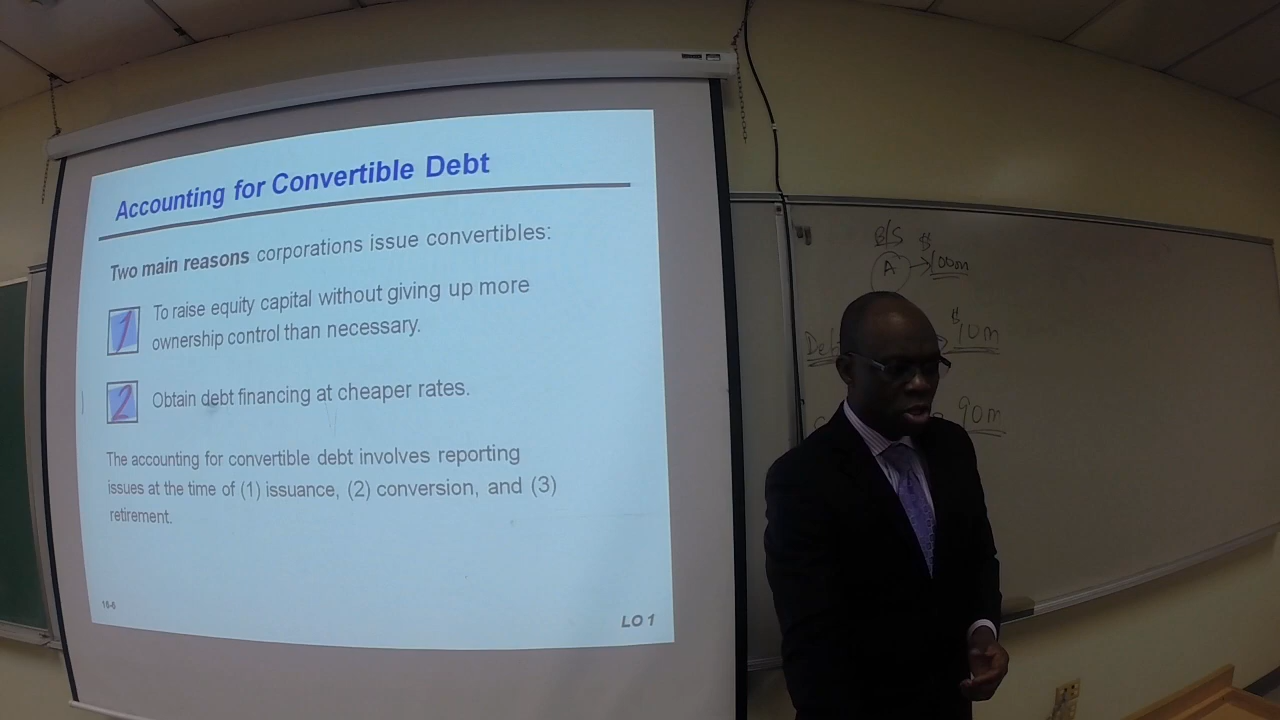 Accounting for Convertible Debt
Two main reasons corporations issue convertibles:
1 To raise equity capital without giving up more
ownership control than necessary.
2 Obtain debt financing at cheaper rates.
The accounting for convertible debt involves reporting
issues at the time of (1) issuance, (2) conversion, and (3)
retirement.
16-6
LO 1
B/S $
A → 100m
$
10m
90m